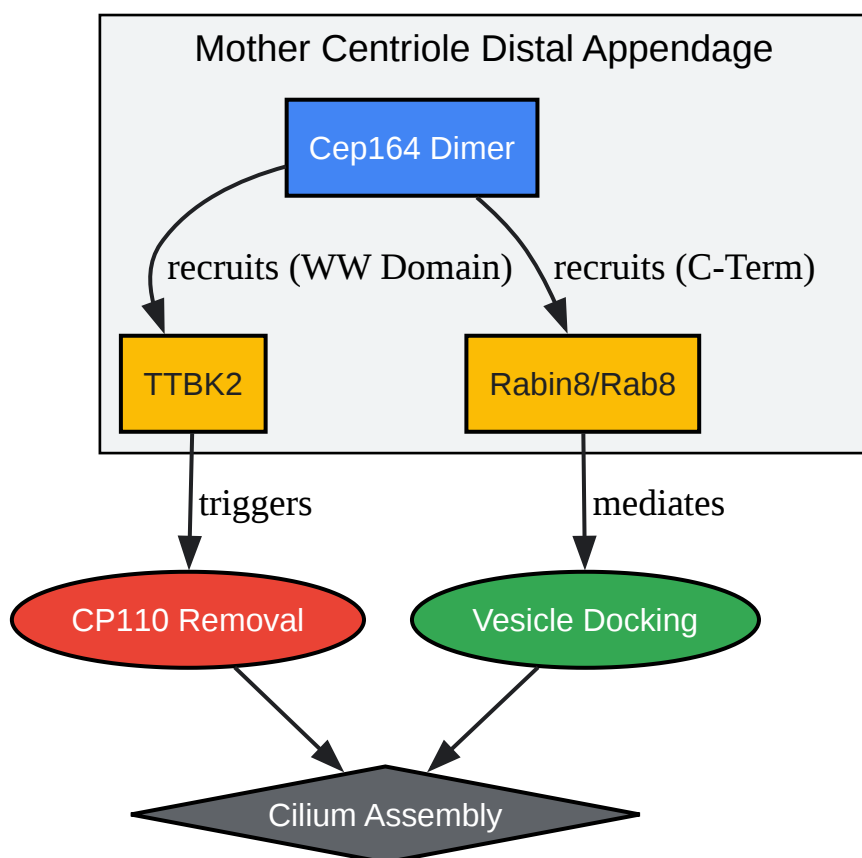 Mother Centriole Distal Appendage
Cep164 Dimer
recruits (WW Domain)
recruits (C-Term)
TTBK2
Rabin8/Rab8
triggers
mediates
CP110 Removal
Vesicle Docking
Cilium Assembly